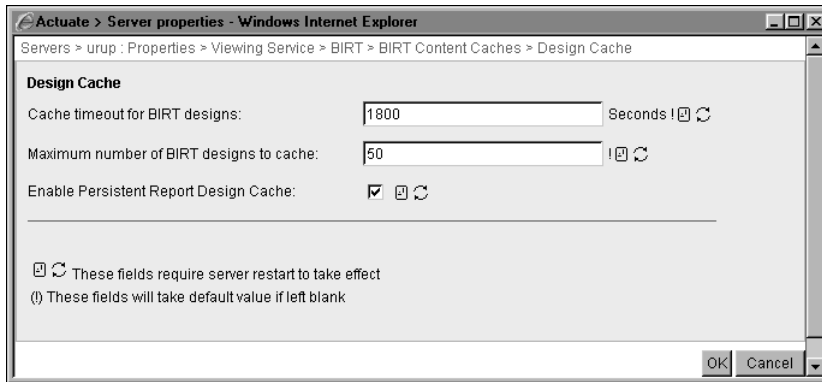 Actuate > Server properties - Windows Internet Explorer
Servers > urup : Properties > Viewing Service > BIRT > BIRT Content Caches > Design Cache
Design Cache
Cache timeout for BIRT designs: 1800 Seconds !
Maximum number of BIRT designs to cache: 50 !
Enable Persistent Report Design Cache:
These fields require server restart to take effect
(!) These fields will take default value if left blank
OK Cancel